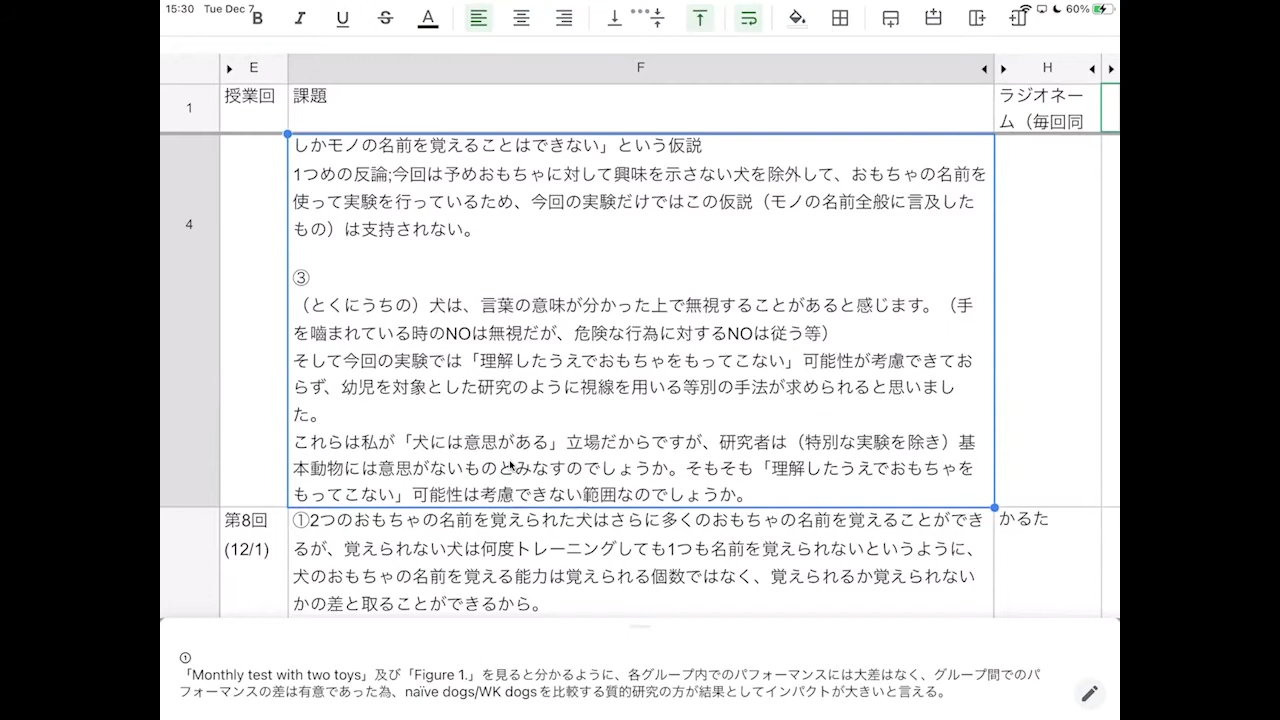 15:30 Tue Dec 7
60%
B I U S A
E F H
1 授業回 課題 ラジオネー
ム（毎回同
4
しかモノの名前を覚えることはできない」という仮説
1つめの反論;今回は予めおもちゃに対して興味を示さない犬を除外して、おもちゃの名前を
使って実験を行っているため、今回の実験だけではこの仮説（モノの名前全般に言及した
もの）は支持されない。
③
（とくにうちの）犬は、言葉の意味が分かった上で無視することがあると感じます。（手
を噛まれている時のNOは無視だが、危険な行為に対するNOは従う等）
そして今回の実験では「理解したうえでおもちゃをもってこない」可能性が考慮できてお
らず、幼児を対象とした研究のように視線を用いる等別の手法が求められると思いまし
た。
これらは私が「犬には意思がある」立場だからですが、研究者は（特別な実験を除き）基
本動物には意思がないものとみなすのでしょうか。そもそも「理解したうえでおもちゃを
もってこない」可能性は考慮できない範囲なのでしょうか。
第8回
(12/1)
①2つのおもちゃの名前を覚えられた犬はさらに多くのおもちゃの名前を覚えることができ
るが、覚えられない犬は何度トレーニングしても1つも名前を覚えられないというように、
犬のおもちゃの名前を覚える能力は覚えられる個数ではなく、覚えられるか覚えられない
かの差と取ることができるから。
かるた
①
「Monthly test with two toys」及び「Figure 1.」を見ると分かるように、各グループ内でのパフォーマンスには大差はなく、グループ間でのパ
フォーマンスの差は有意であった為、naïve dogs/WK dogsを比較する質的研究の方が結果としてインパクトが大きいと言える。